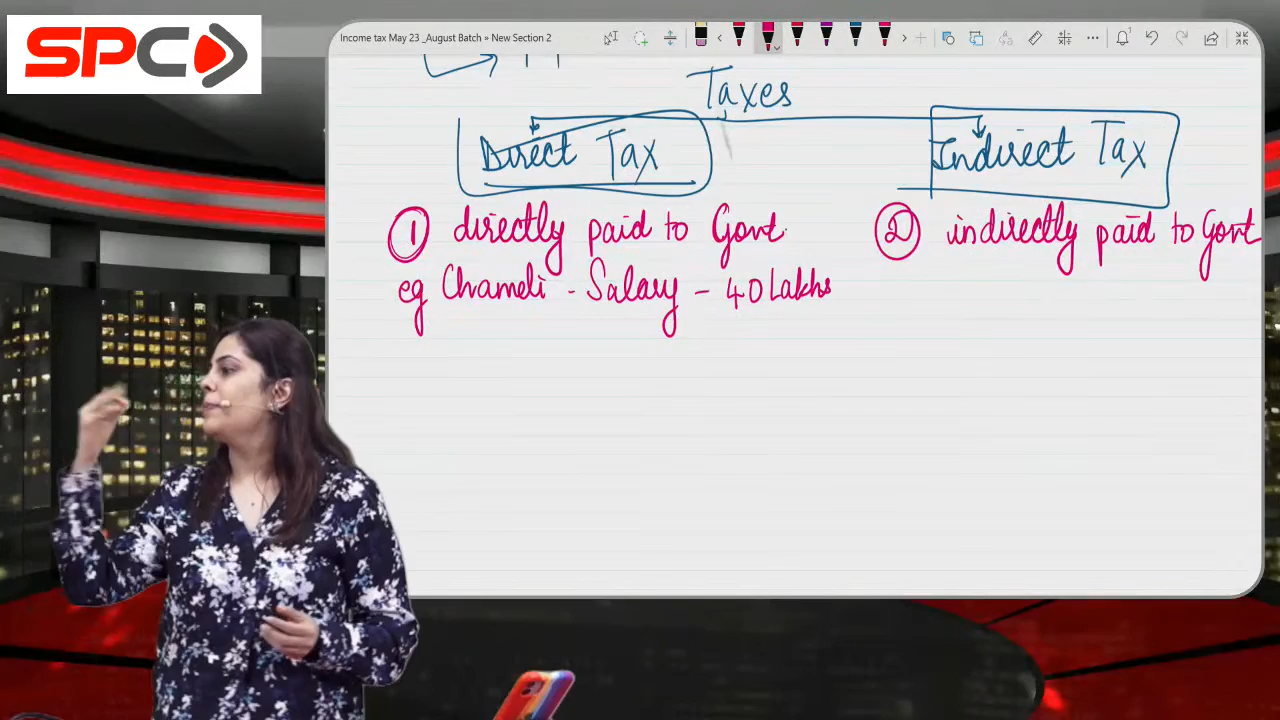 SPC
Income tax May 23 _August Batch » New Section 2
Taxes
Direct Tax
Indirect Tax
① directly paid to Govt.
② indirectly paid to Govt
eg Chameli - Salary - 40 Lakhs